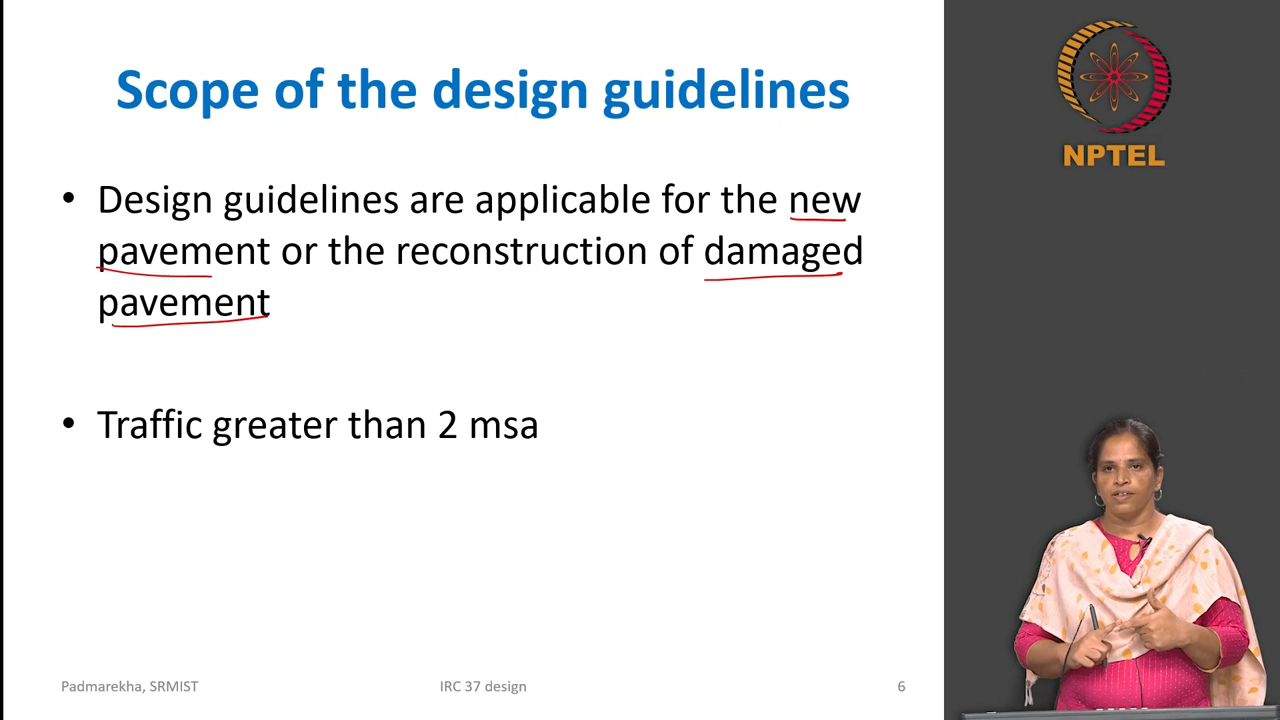 Scope of the design guidelines
• Design guidelines are applicable for the new
pavement or the reconstruction of damaged
pavement
• Traffic greater than 2 msa
NPTEL
Padmarekha, SRMIST
IRC 37 design
6